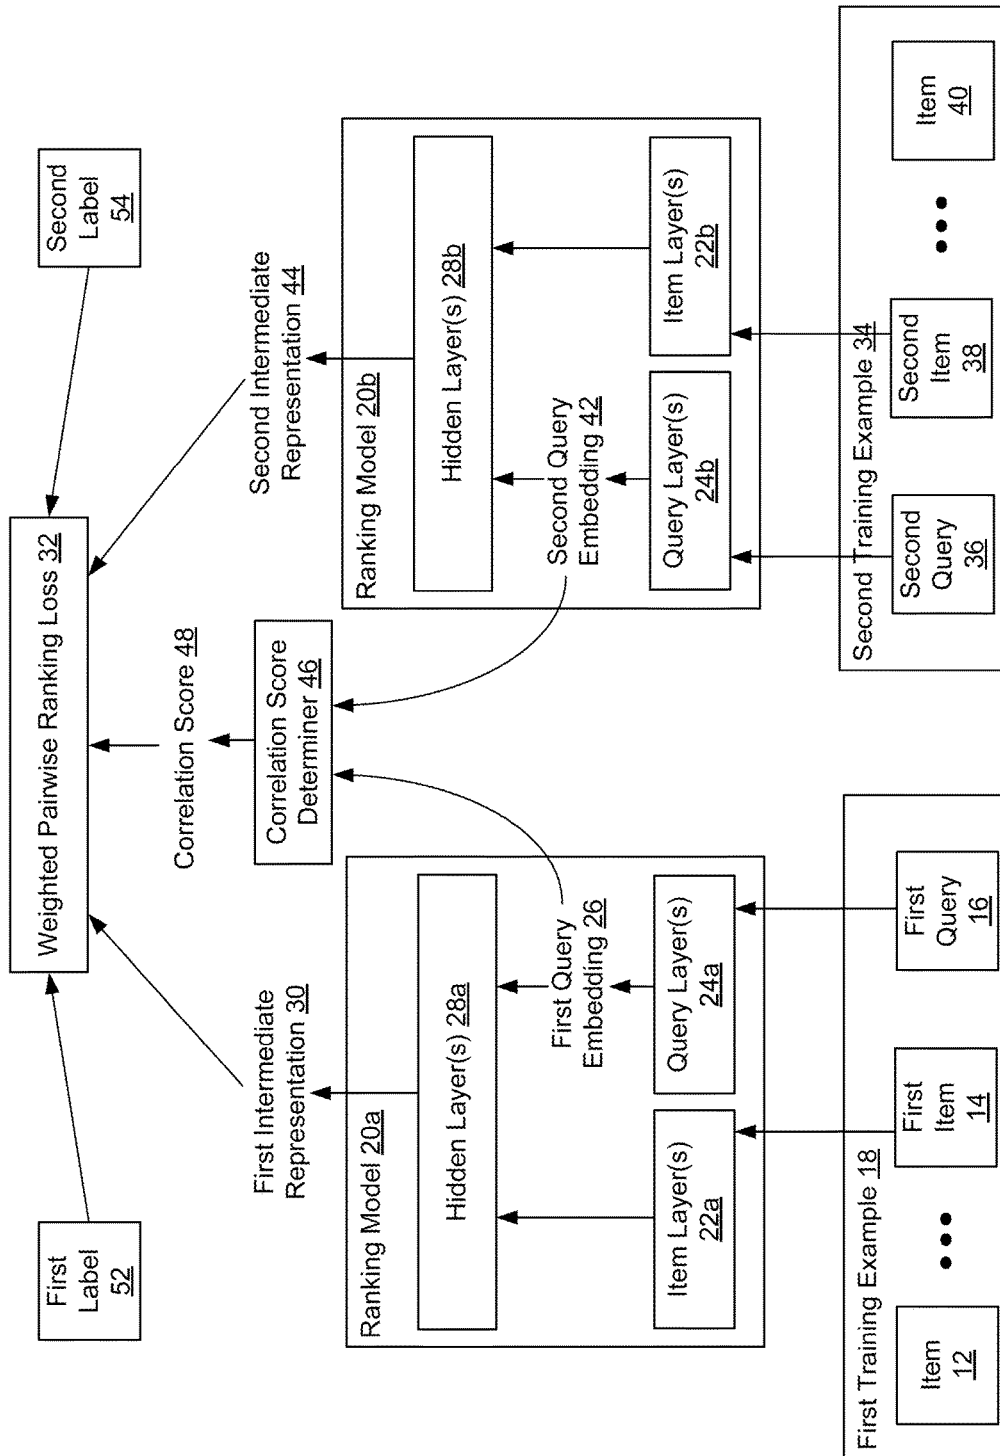 Weighted Pairwise Ranking Loss 32
First
Label
52
Second
Label
54
Correlation Score 48
First Intermediate
Representation 30
Second Intermediate
Representation 44
Correlation Score
Determiner 46
Ranking Model 20a
Hidden Layer(s) 28a
First Query
Embedding 26
Item Layer(s)
22a
Query Layer(s)
24a
Ranking Model 20b
Hidden Layer(s) 28b
Second Query
Embedding 42
Query Layer(s)
24b
Item Layer(s)
22b
First Training Example 18
Item
12
•••
First
Item
14
First
Query
16
Second Training Example 34
Second
Query
36
Second
Item
38
•••
Item
40